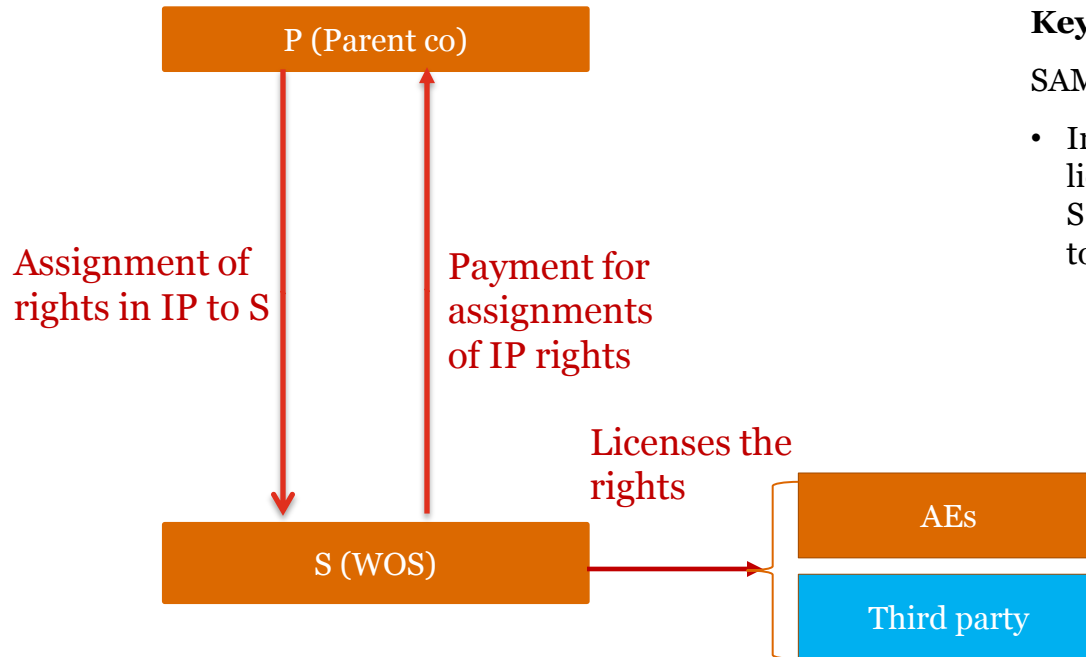 P (Parent co)
Assignment of
rights in IP to S
Payment for
assignments
of IP rights
Licenses the
rights
S (WOS)
AEs
Third party
Key
•